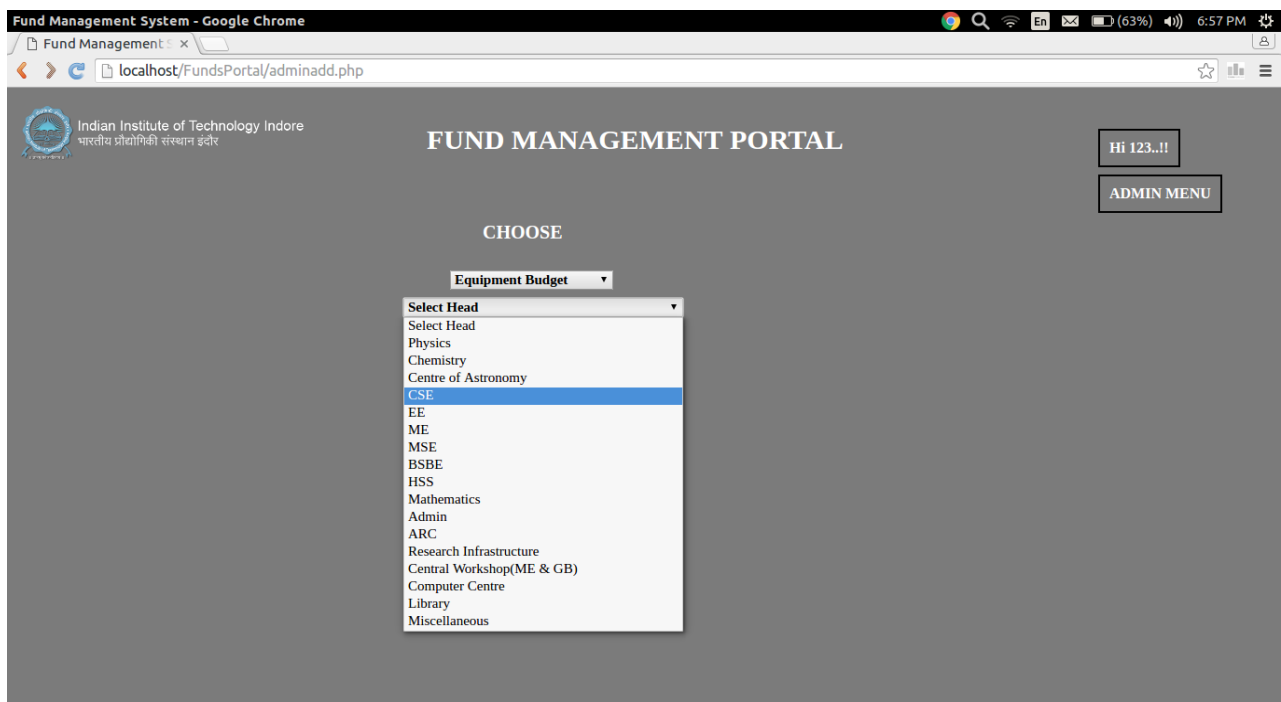 Fund Management System - Google Chrome
En (63%) 6:57 PM
Fund Management S ×
localhost/FundsPortal/adminadd.php
Indian Institute of Technology Indore
भारतीय प्रौद्योगिकी संस्थान इंदौर
FUND MANAGEMENT PORTAL
Hi 123..!!
ADMIN MENU
CHOOSE
Equipment Budget
Select Head
Select Head
Physics
Chemistry
Centre of Astronomy
CSE
EE
ME
MSE
BSBE
HSS
Mathematics
Admin
ARC
Research Infrastructure
Central Workshop(ME & GB)
Computer Centre
Library
Miscellaneous